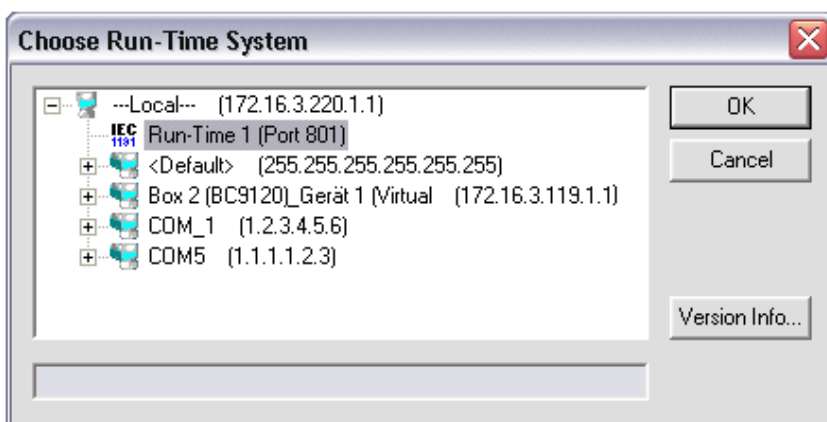 Choose Run-Time System
---Local--- (172.16.3.220.1.1)
IEC 1131 Run-Time 1 (Port 801)
<Default> (255.255.255.255.255.255)
Box 2 (BC9120)_Gerät 1 (Virtual (172.16.3.119.1.1)
COM_1 (1.2.3.4.5.6)
COM5 (1.1.1.1.2.3)
OK
Cancel
Version Info...